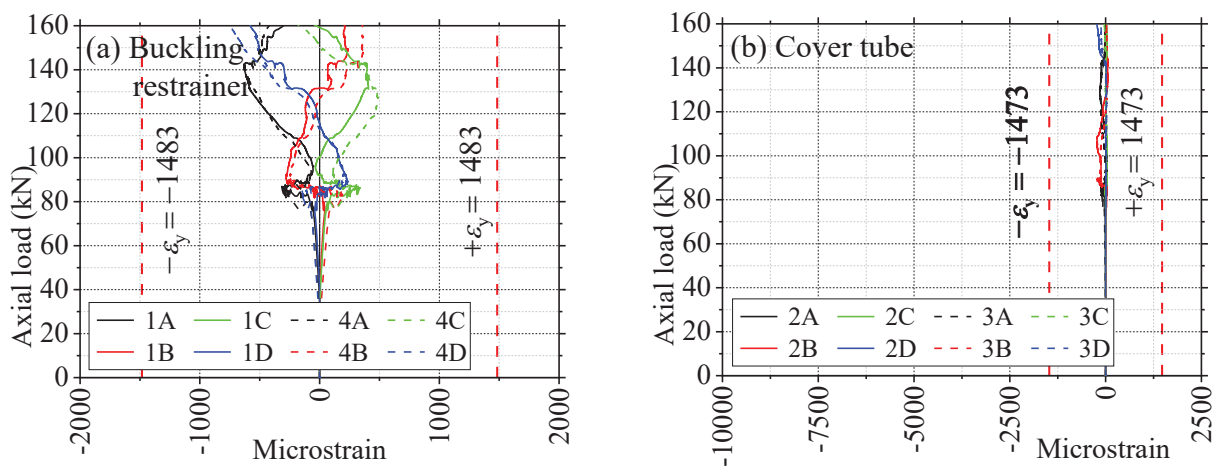 (a) Buckling
restrainer
Axial load (kN)
160
140
120
100
80
60
40
20
0
−εy = −1483
+εy = 1483
1A 1C 4A 4C
1B 1D 4B 4D
-2000 -1000 0 1000 2000
Microstrain
(b) Cover tube
Axial load (kN)
160
140
120
100
80
60
40
20
0
−εy = −1473
+εy = 1473
2A 2C 3A 3C
2B 2D 3B 3D
-10000 -7500 -5000 -2500 0 2500
Microstrain